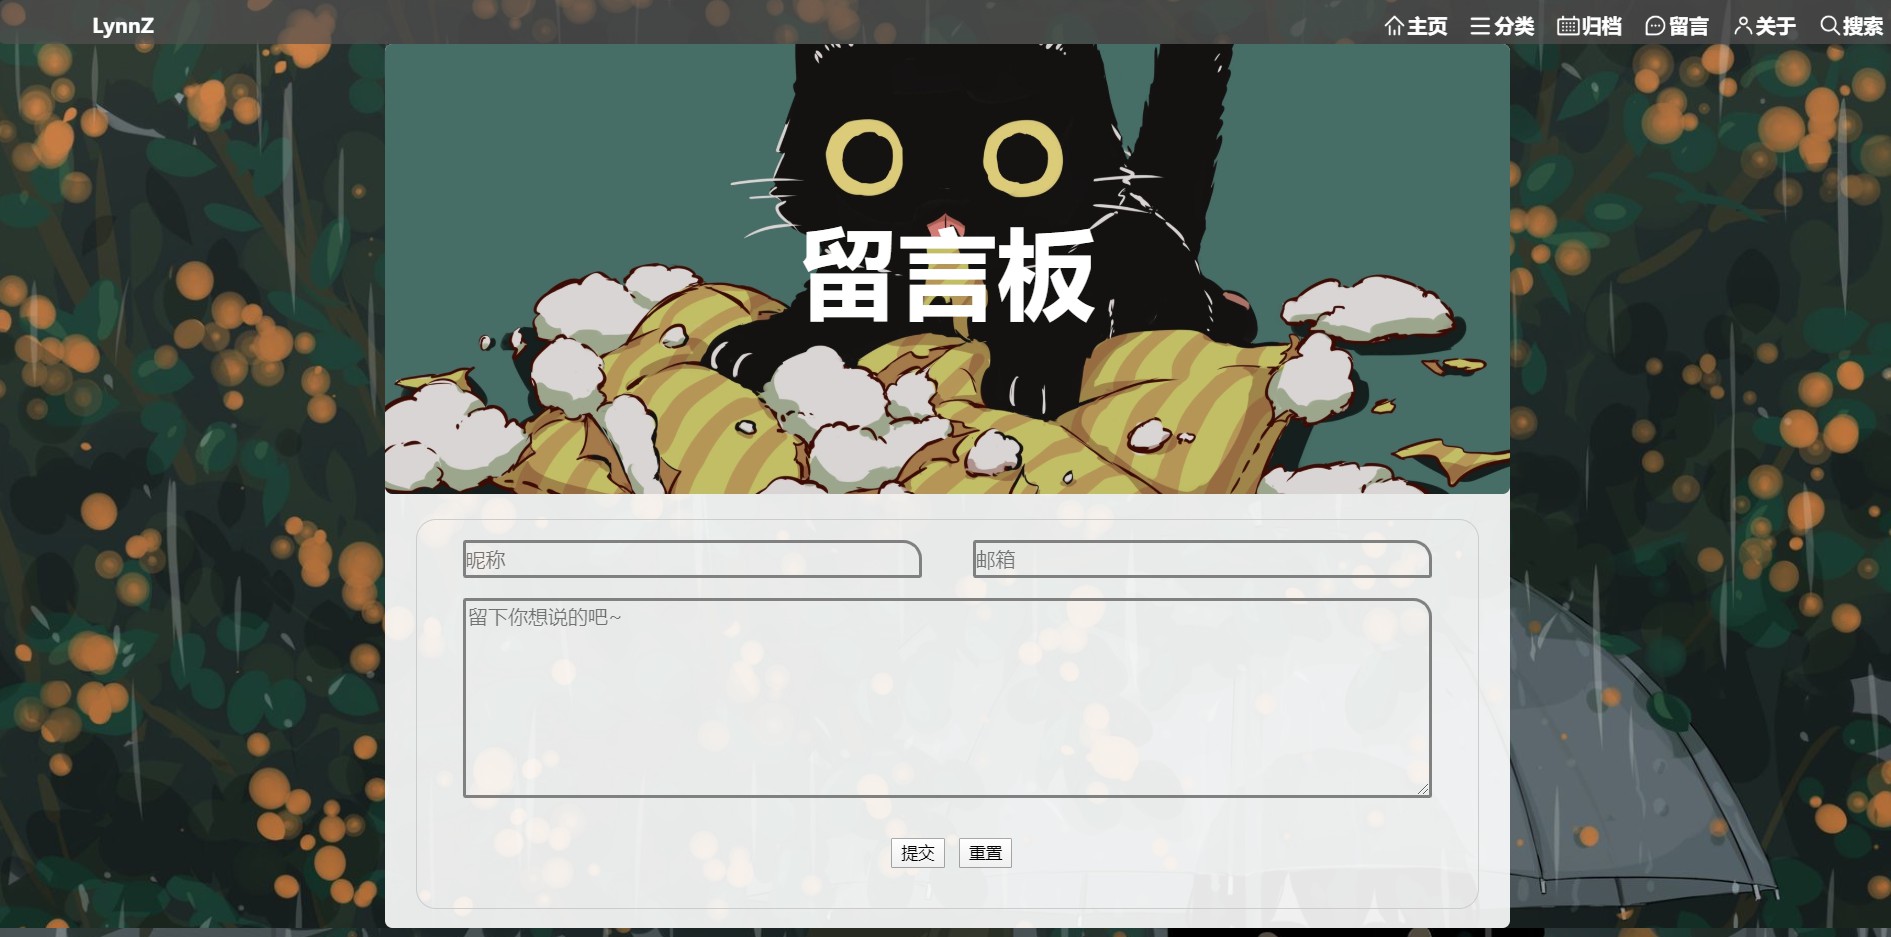 LynnZ 主页 分类 归档 留言 关于 搜索
留言板
昵称 邮箱
留下你想说的吧~
提交 重置